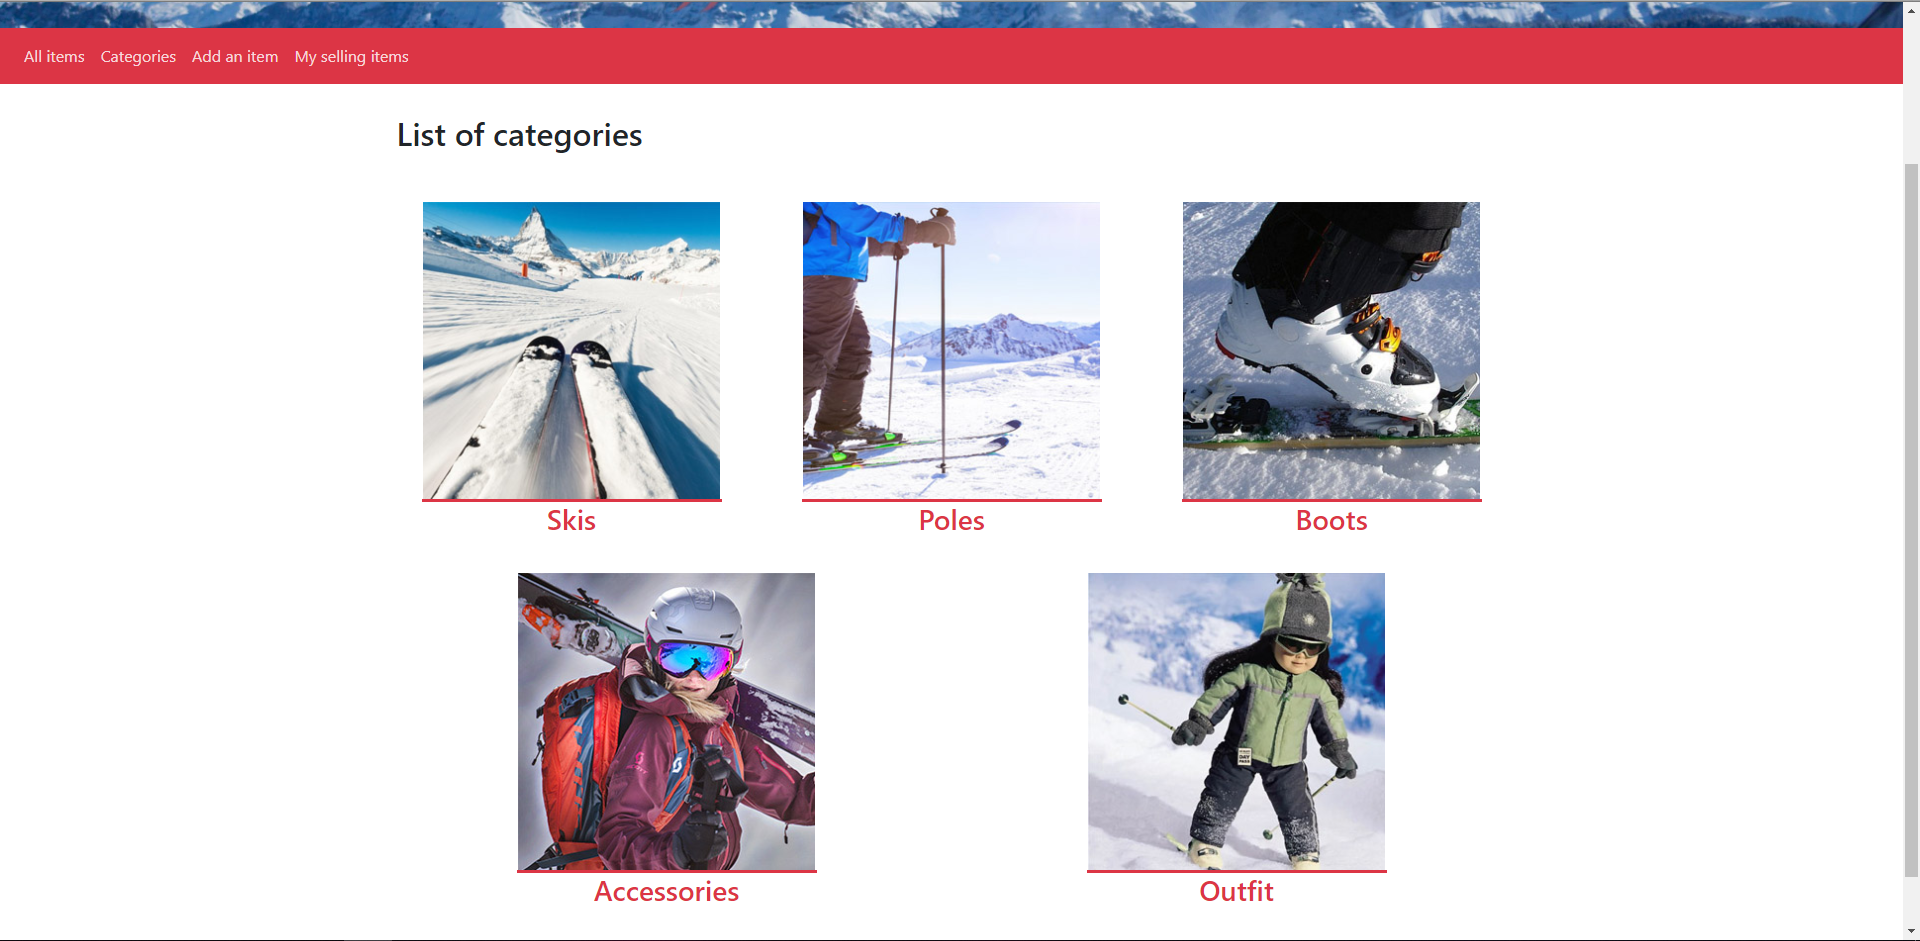 All items Categories Add an item My selling items
List of categories
Skis Poles Boots
Accessories Outfit